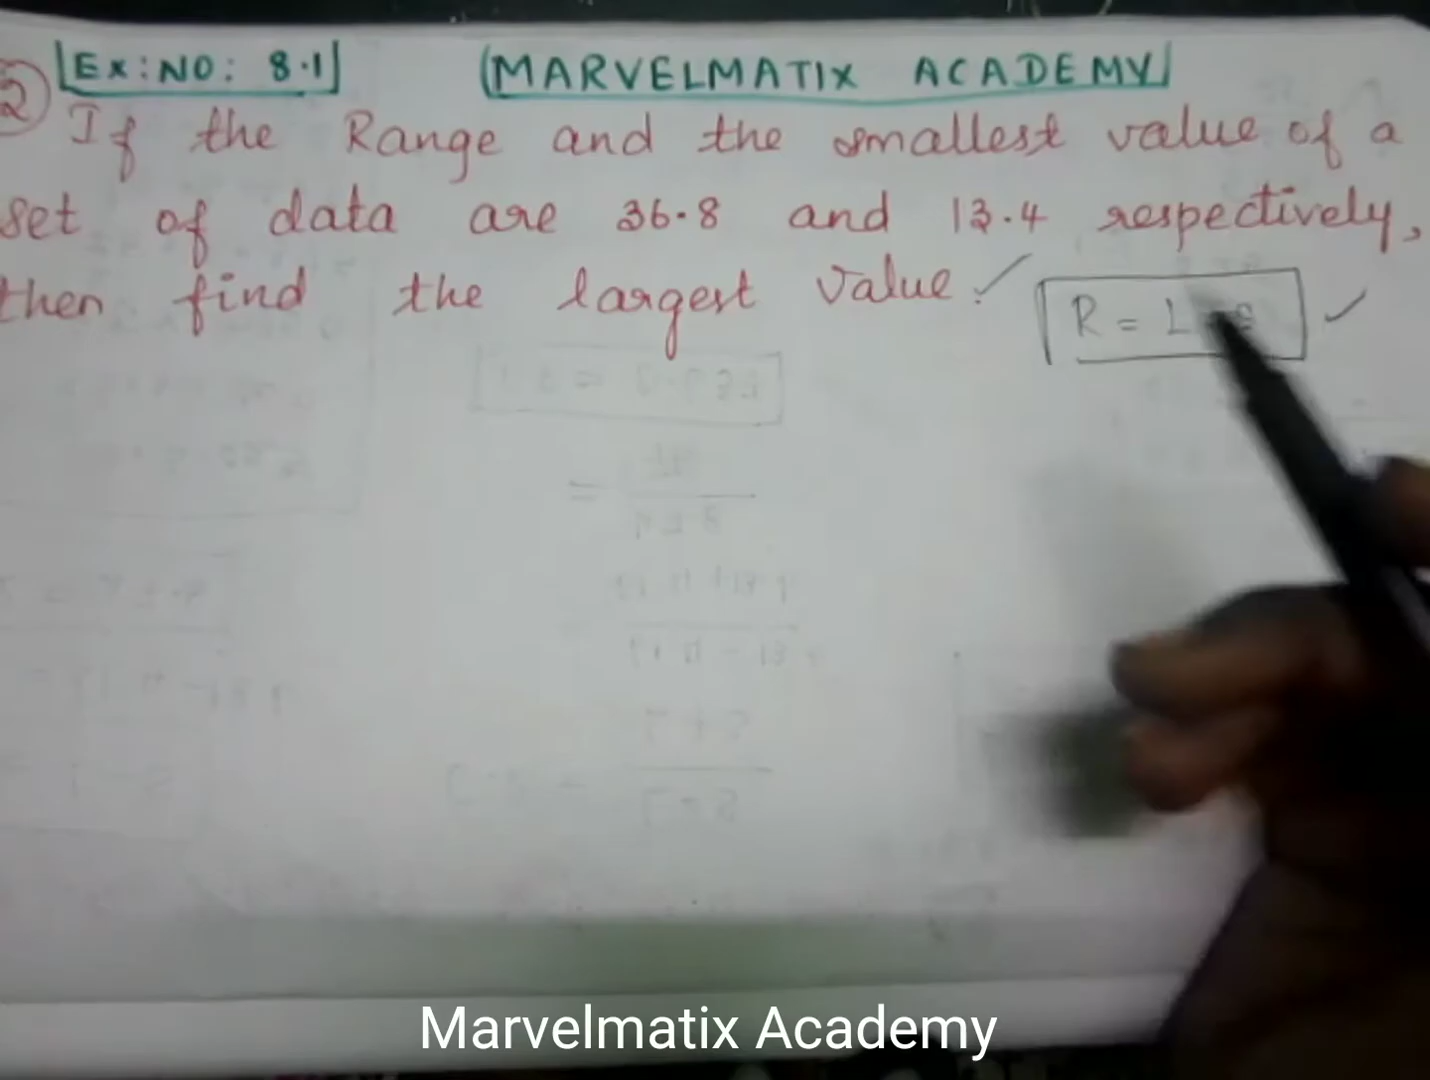 Ex: NO: 8.1 MARVELMATIX ACADEMY
2 If the Range and the smallest value of a
set of data are 36.8 and 13.4 respectively,
then find the largest value.
R = L
Marvelmatix Academy